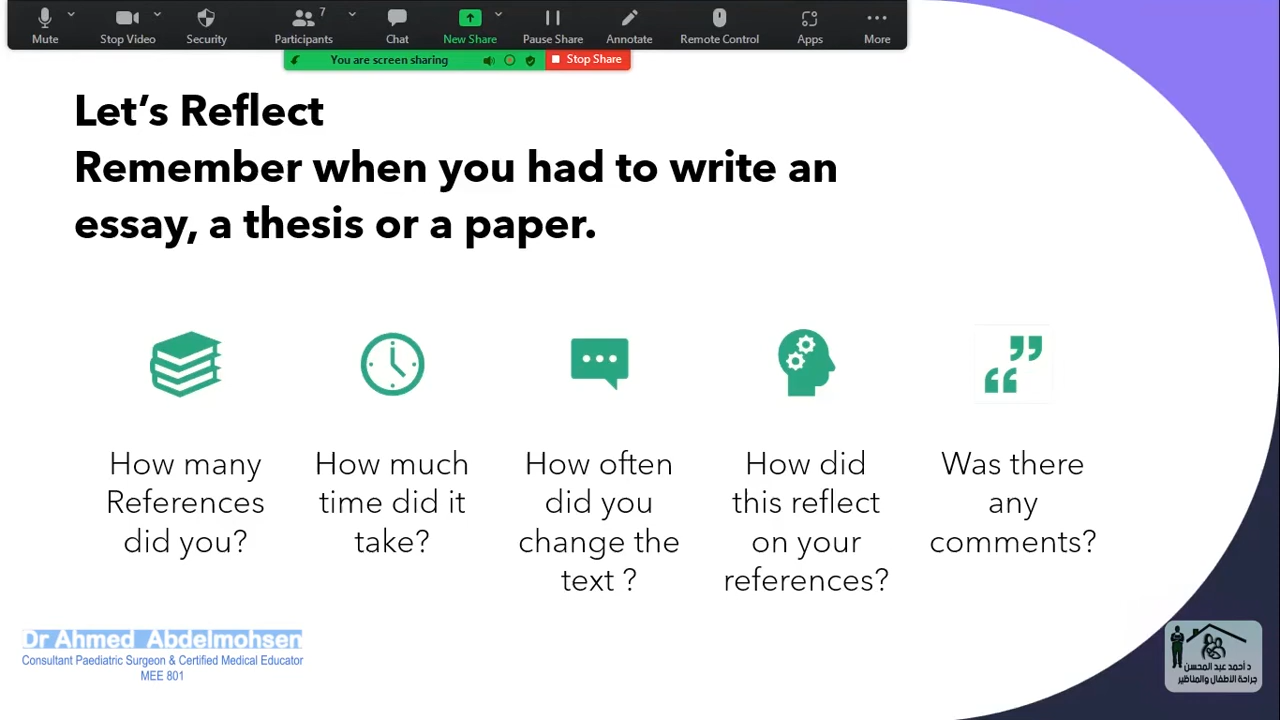 Mute
Stop Video
Security
Participants
7
Chat
New Share
Pause Share
Annotate
Remote Control
Apps
More
You are screen sharing
Stop Share
Let's Reflect
Remember when you had to write an
essay, a thesis or a paper.
How many
References
did you?
How much
time did it
take?
How often
did you
change the
text ?
How did
this reflect
on your
references?
Was there
any
comments?
Dr Ahmed Abdelmohsen
Consultant Paediatric Surgeon & Certified Medical Educator
MEE 801
د أحمد عبد المحسن
جراحة الأطفال والمناظير